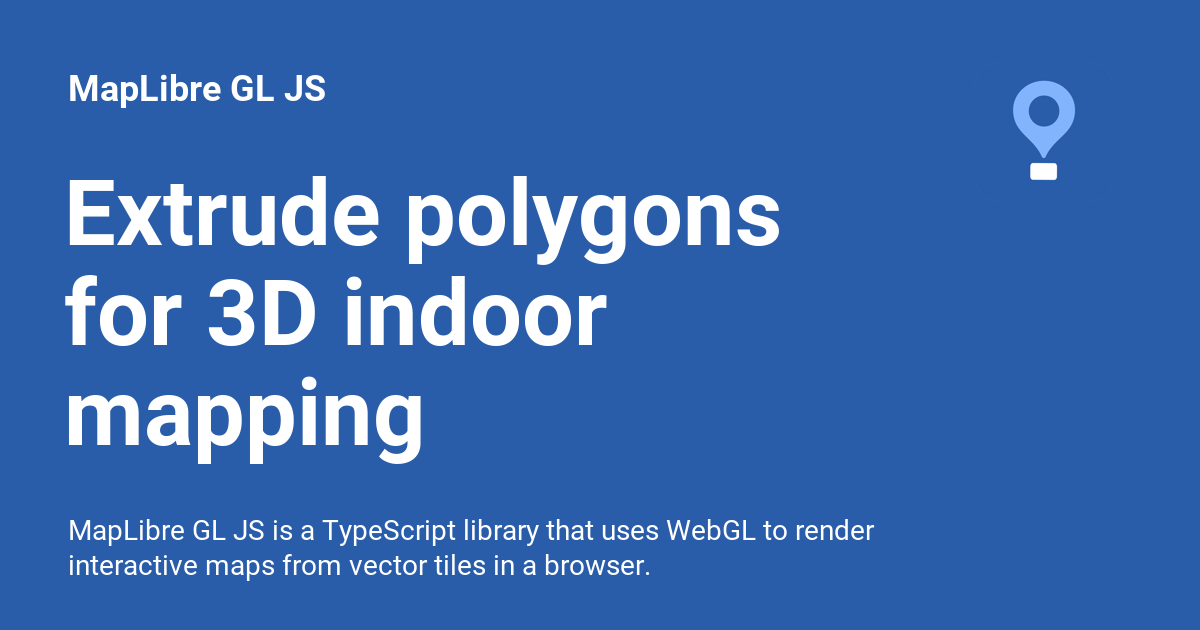 MapLibre GL JS
Extrude polygons
for 3D indoor
mapping
MapLibre GL JS is a TypeScript library that uses WebGL to render
interactive maps from vector tiles in a browser.